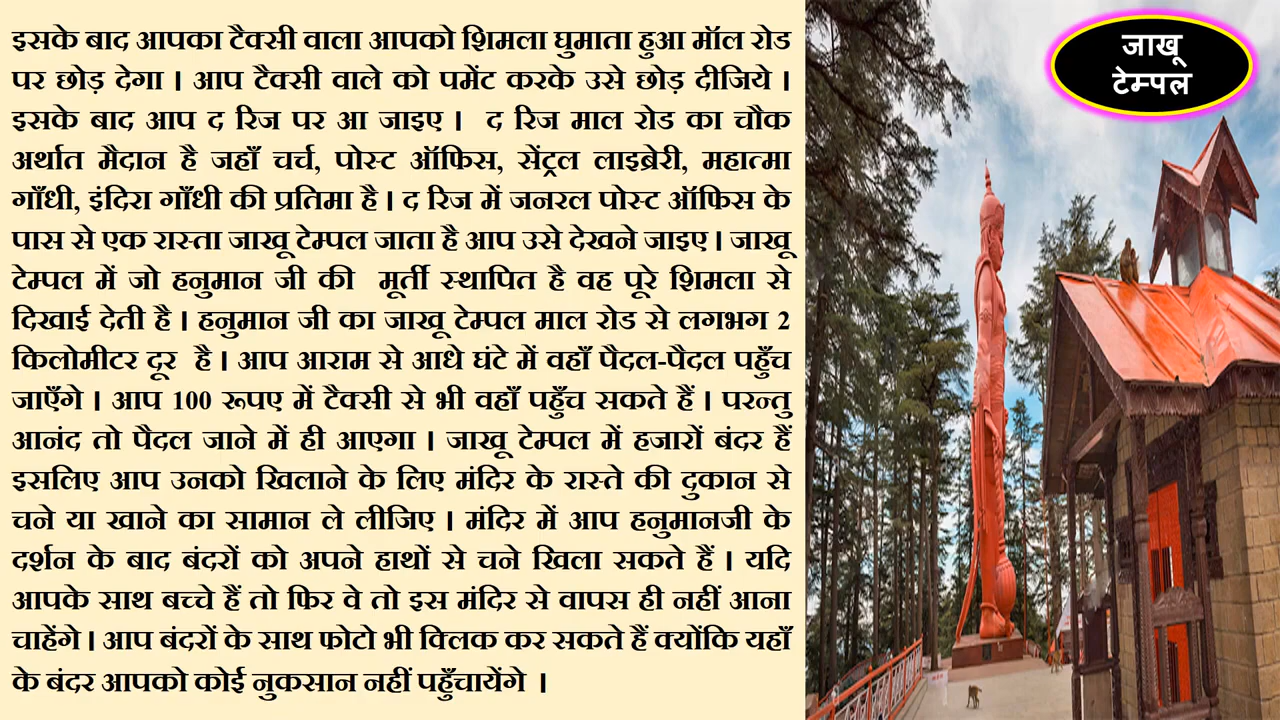 इसके बाद आपका टैक्सी वाला आपको शिमला घुमाता हुआ मॉल रोड
पर छोड़ देगा । आप टैक्सी वाले को पमेंट करके उसे छोड़ दीजिये ।
इसके बाद आप द रिज पर आ जाइए ।  द रिज माल रोड का चौक
अर्थात मैदान है जहाँ चर्च, पोस्ट ऑफिस, सेंट्रल लाइब्रेरी, महात्मा
गाँधी, इंदिरा गाँधी की प्रतिमा है । द रिज में जनरल पोस्ट ऑफिस के
पास से एक रास्ता जाखू टेम्पल जाता है आप उसे देखने जाइए । जाखू
टेम्पल में जो हनुमान जी की  मूर्ती स्थापित है वह पूरे शिमला से
दिखाई देती है । हनुमान जी का जाखू टेम्पल माल रोड से लगभग 2
किलोमीटर दूर  है । आप आराम से आधे घंटे में वहाँ पैदल-पैदल पहुँच
जाएँगे । आप 100 रूपए में टैक्सी से भी वहाँ पहुँच सकते हैं । परन्तु
आनंद तो पैदल जाने में ही आएगा । जाखू टेम्पल में हजारों बंदर हैं
इसलिए आप उनको खिलाने के लिए मंदिर के रास्ते की दुकान से
चने या खाने का सामान ले लीजिए । मंदिर में आप हनुमानजी के
दर्शन के बाद बंदरों को अपने हाथों से चने खिला सकते हैं । यदि
आपके साथ बच्चे हैं तो फिर वे तो इस मंदिर से वापस ही नहीं आना
चाहेंगे । आप बंदरों के साथ फोटो भी क्लिक कर सकते हैं क्योंकि यहाँ
के बंदर आपको कोई नुकसान नहीं पहुँचायेंगे ।
जाखू
टेम्पल